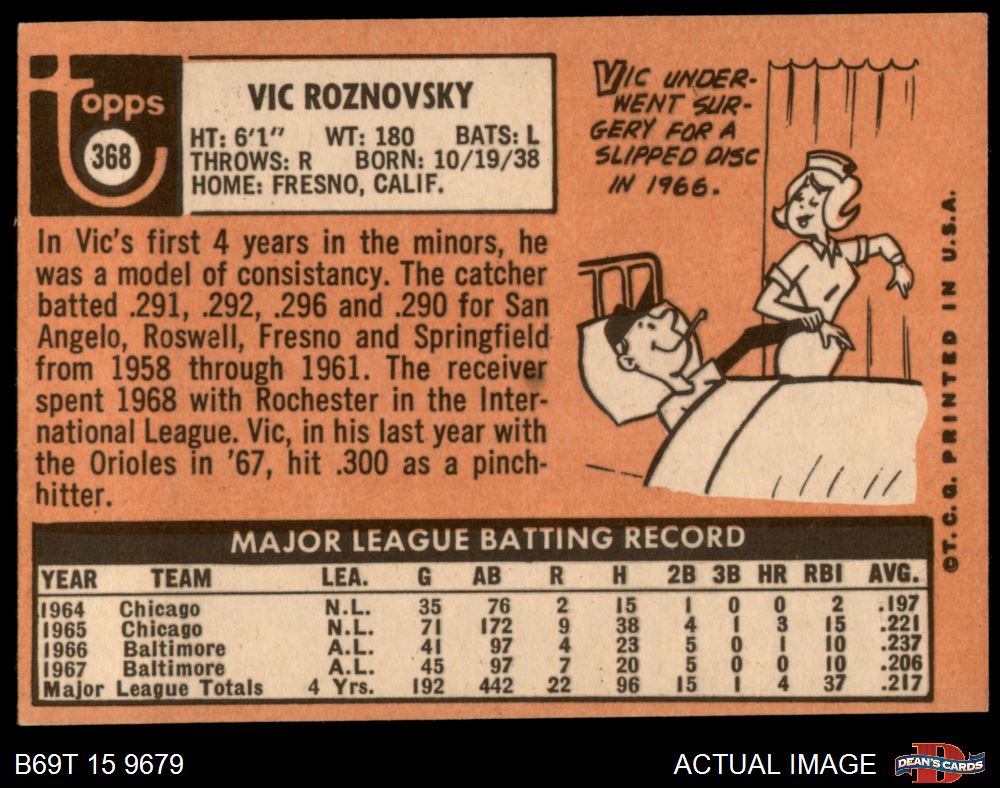 topps
368
VIC ROZNOVSKY
HT: 6'1" WT: 180 BATS: L
THROWS: R BORN: 10/19/38
HOME: FRESNO, CALIF.
In Vic's first 4 years in the minors, he
was a model of consistancy. The catcher
batted .291, .292, .296 and .290 for San
Angelo, Roswell, Fresno and Springfield
from 1958 through 1961. The receiver
spent 1968 with Rochester in the Inter-
national League. Vic, in his last year with
the Orioles in '67, hit .300 as a pinch-
hitter.
VIC UNDER-
WENT SUR-
GERY FOR A
SLIPPED DISC
IN 1966.
©T.C.G. PRINTED IN U.S.A.
MAJOR LEAGUE BATTING RECORD
YEAR TEAM LEA. G AB R H 2B 3B HR RBI AVG.
1964 Chicago N.L. 35 76 2 15 1 0 0 2 .197
1965 Chicago N.L. 71 172 9 38 4 1 3 15 .221
1966 Baltimore A.L. 41 97 4 23 5 0 1 10 .237
1967 Baltimore A.L. 45 97 7 20 5 0 0 10 .206
Major League Totals 4 Yrs. 192 442 22 96 15 1 4 37 .217
B69T 15 9679
ACTUAL IMAGE
DEAN'S CARDS